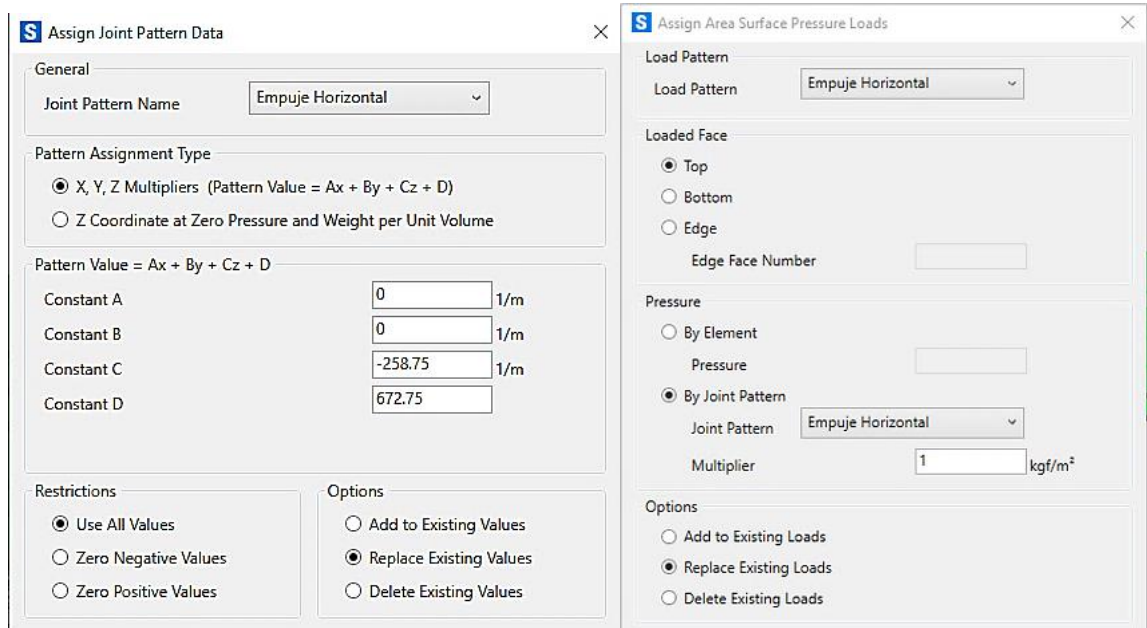 S Assign Joint Pattern Data
General
Joint Pattern Name Empuje Horizontal
Pattern Assignment Type
X, Y, Z Multipliers (Pattern Value = Ax + By + Cz + D)
Z Coordinate at Zero Pressure and Weight per Unit Volume
Pattern Value = Ax + By + Cz + D
Constant A 0 1/m
Constant B 0 1/m
Constant C -258.75 1/m
Constant D 672.75
Restrictions
Use All Values
Zero Negative Values
Zero Positive Values
Options
Add to Existing Values
Replace Existing Values
Delete Existing Values
S Assign Area Surface Pressure Loads
Load Pattern
Load Pattern Empuje Horizontal
Loaded Face
Top
Bottom
Edge
Edge Face Number
Pressure
By Element
Pressure
By Joint Pattern
Joint Pattern Empuje Horizontal
Multiplier 1 kgf/m²
Options
Add to Existing Loads
Replace Existing Loads
Delete Existing Loads